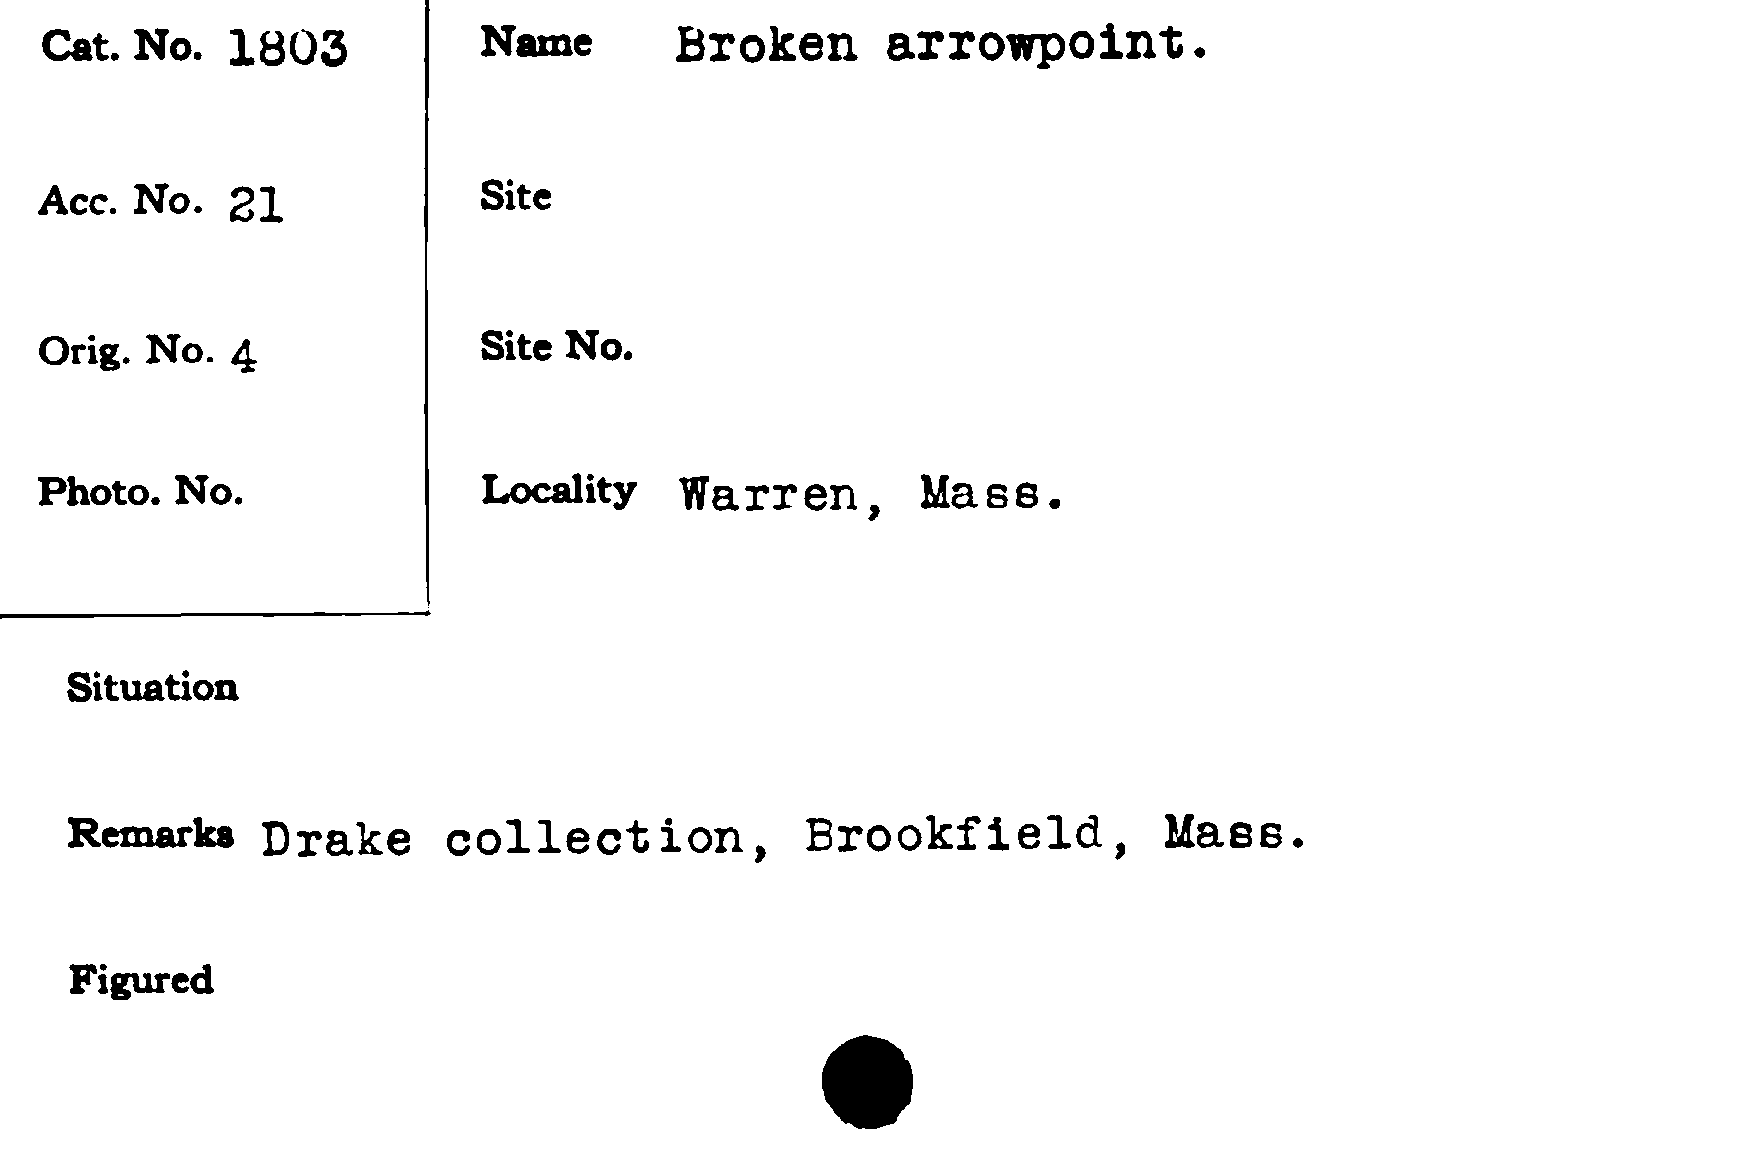 Cat. No. 1803
Acc. No. 21
Orig. No. 4
Photo. No.
Name Broken arrowpoint.
Site
Site No.
Locality Warren, Mass.
Situation
Remarks Drake collection, Brookfield, Mass.
Figured